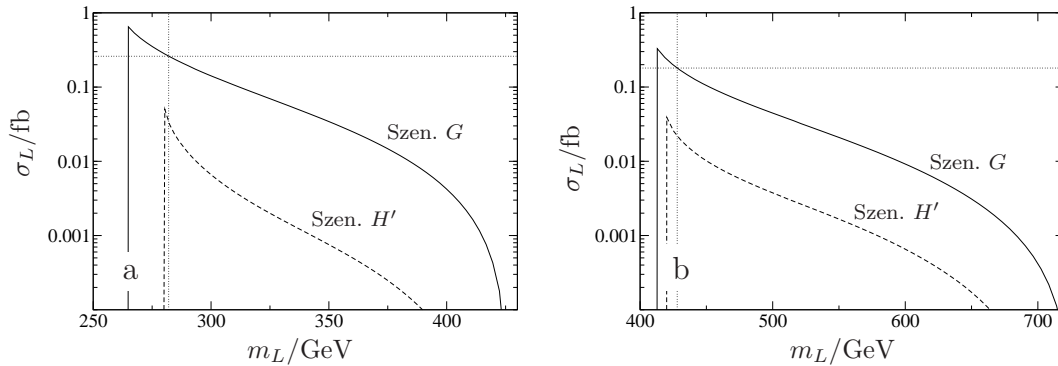 1
0.1
0.01
0.001
σ_L/fb
Szen. G
Szen. H′
a
250
300
350
400
m_L/GeV
1
0.1
0.01
0.001
σ_L/fb
Szen. G
Szen. H′
b
400
500
600
700
m_L/GeV